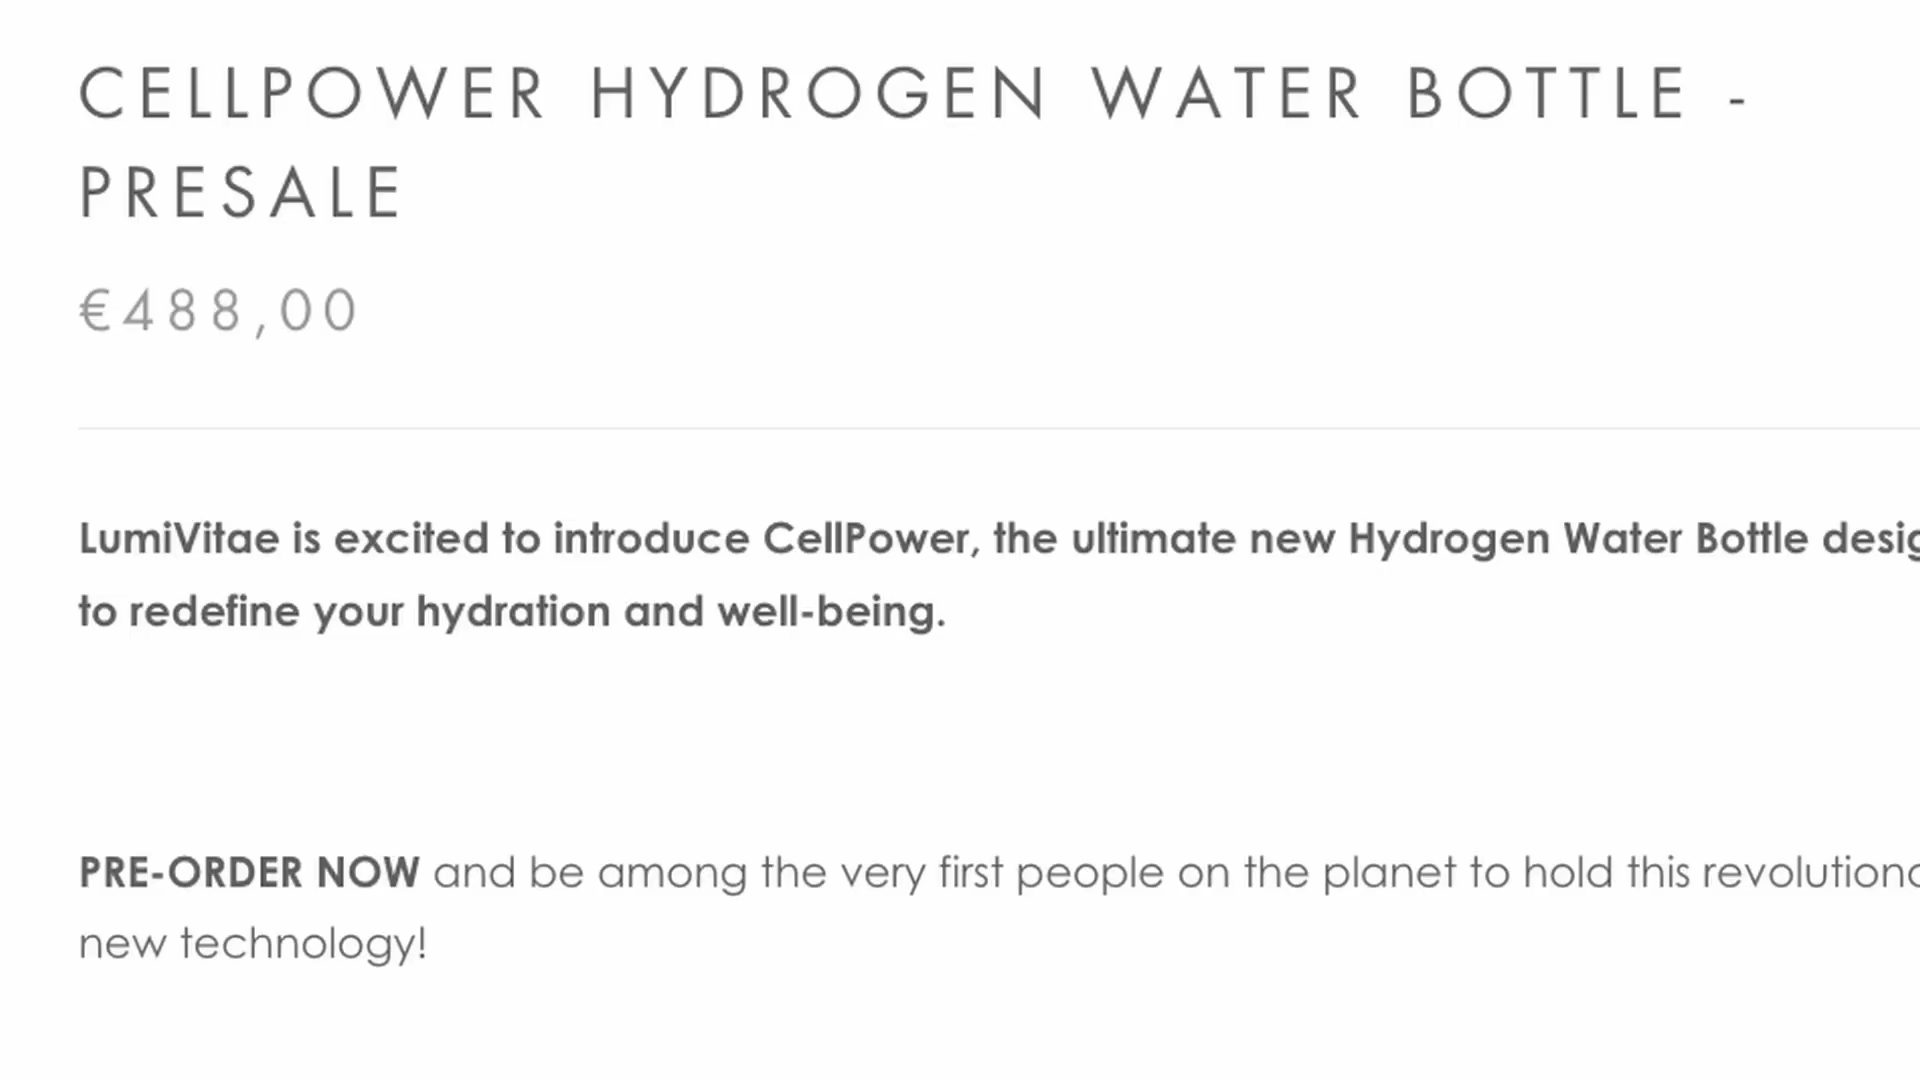 CELLPOWER HYDROGEN WATER BOTTLE -
PRESALE
€488,00
LumiVitae is excited to introduce CellPower, the ultimate new Hydrogen Water Bottle
to redefine your hydration and well-being.
PRE-ORDER NOW and be among the very first people on the planet to hold this
new technology!